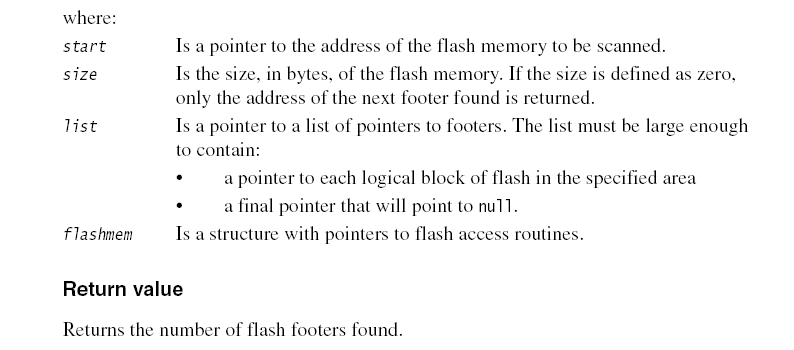 where:
start Is a pointer to the address of the flash memory to be scanned.
size Is the size, in bytes, of the flash memory. If the size is defined as zero,
only the address of the next footer found is returned.
list Is a pointer to a list of pointers to footers. The list must be large enough
to contain:
• a pointer to each logical block of flash in the specified area
• a final pointer that will point to null.
flashmem Is a structure with pointers to flash access routines.
Return value
Returns the number of flash footers found.